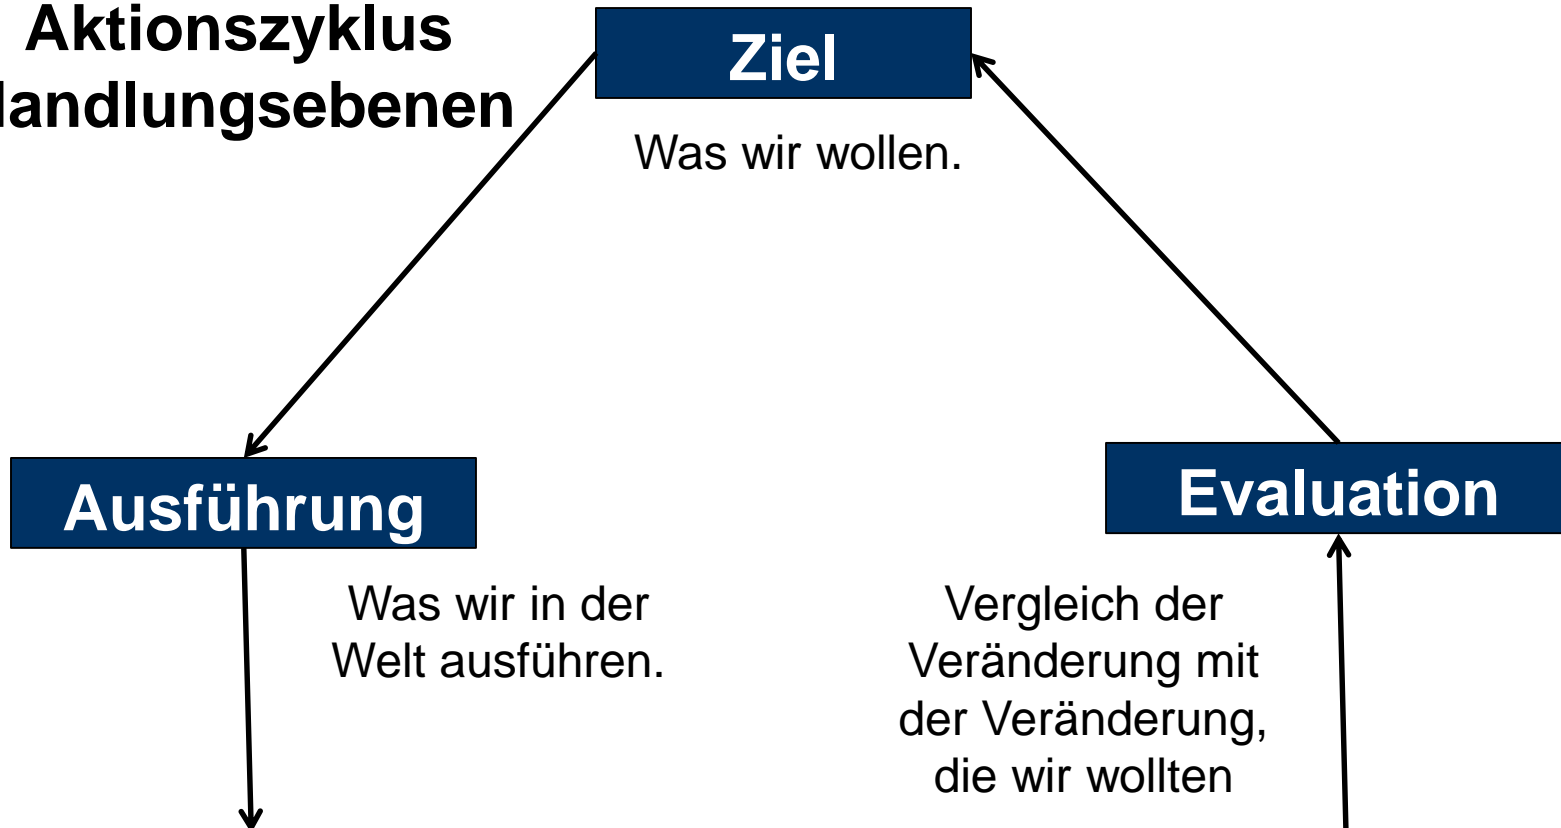 Aktionszyklus
Handlungsebenen
Ziel
Was wir wollen.
Ausführung
Was wir in der
Welt ausführen.
Evaluation
Vergleich der
Veränderung mit
der Veränderung,
die wir wollten